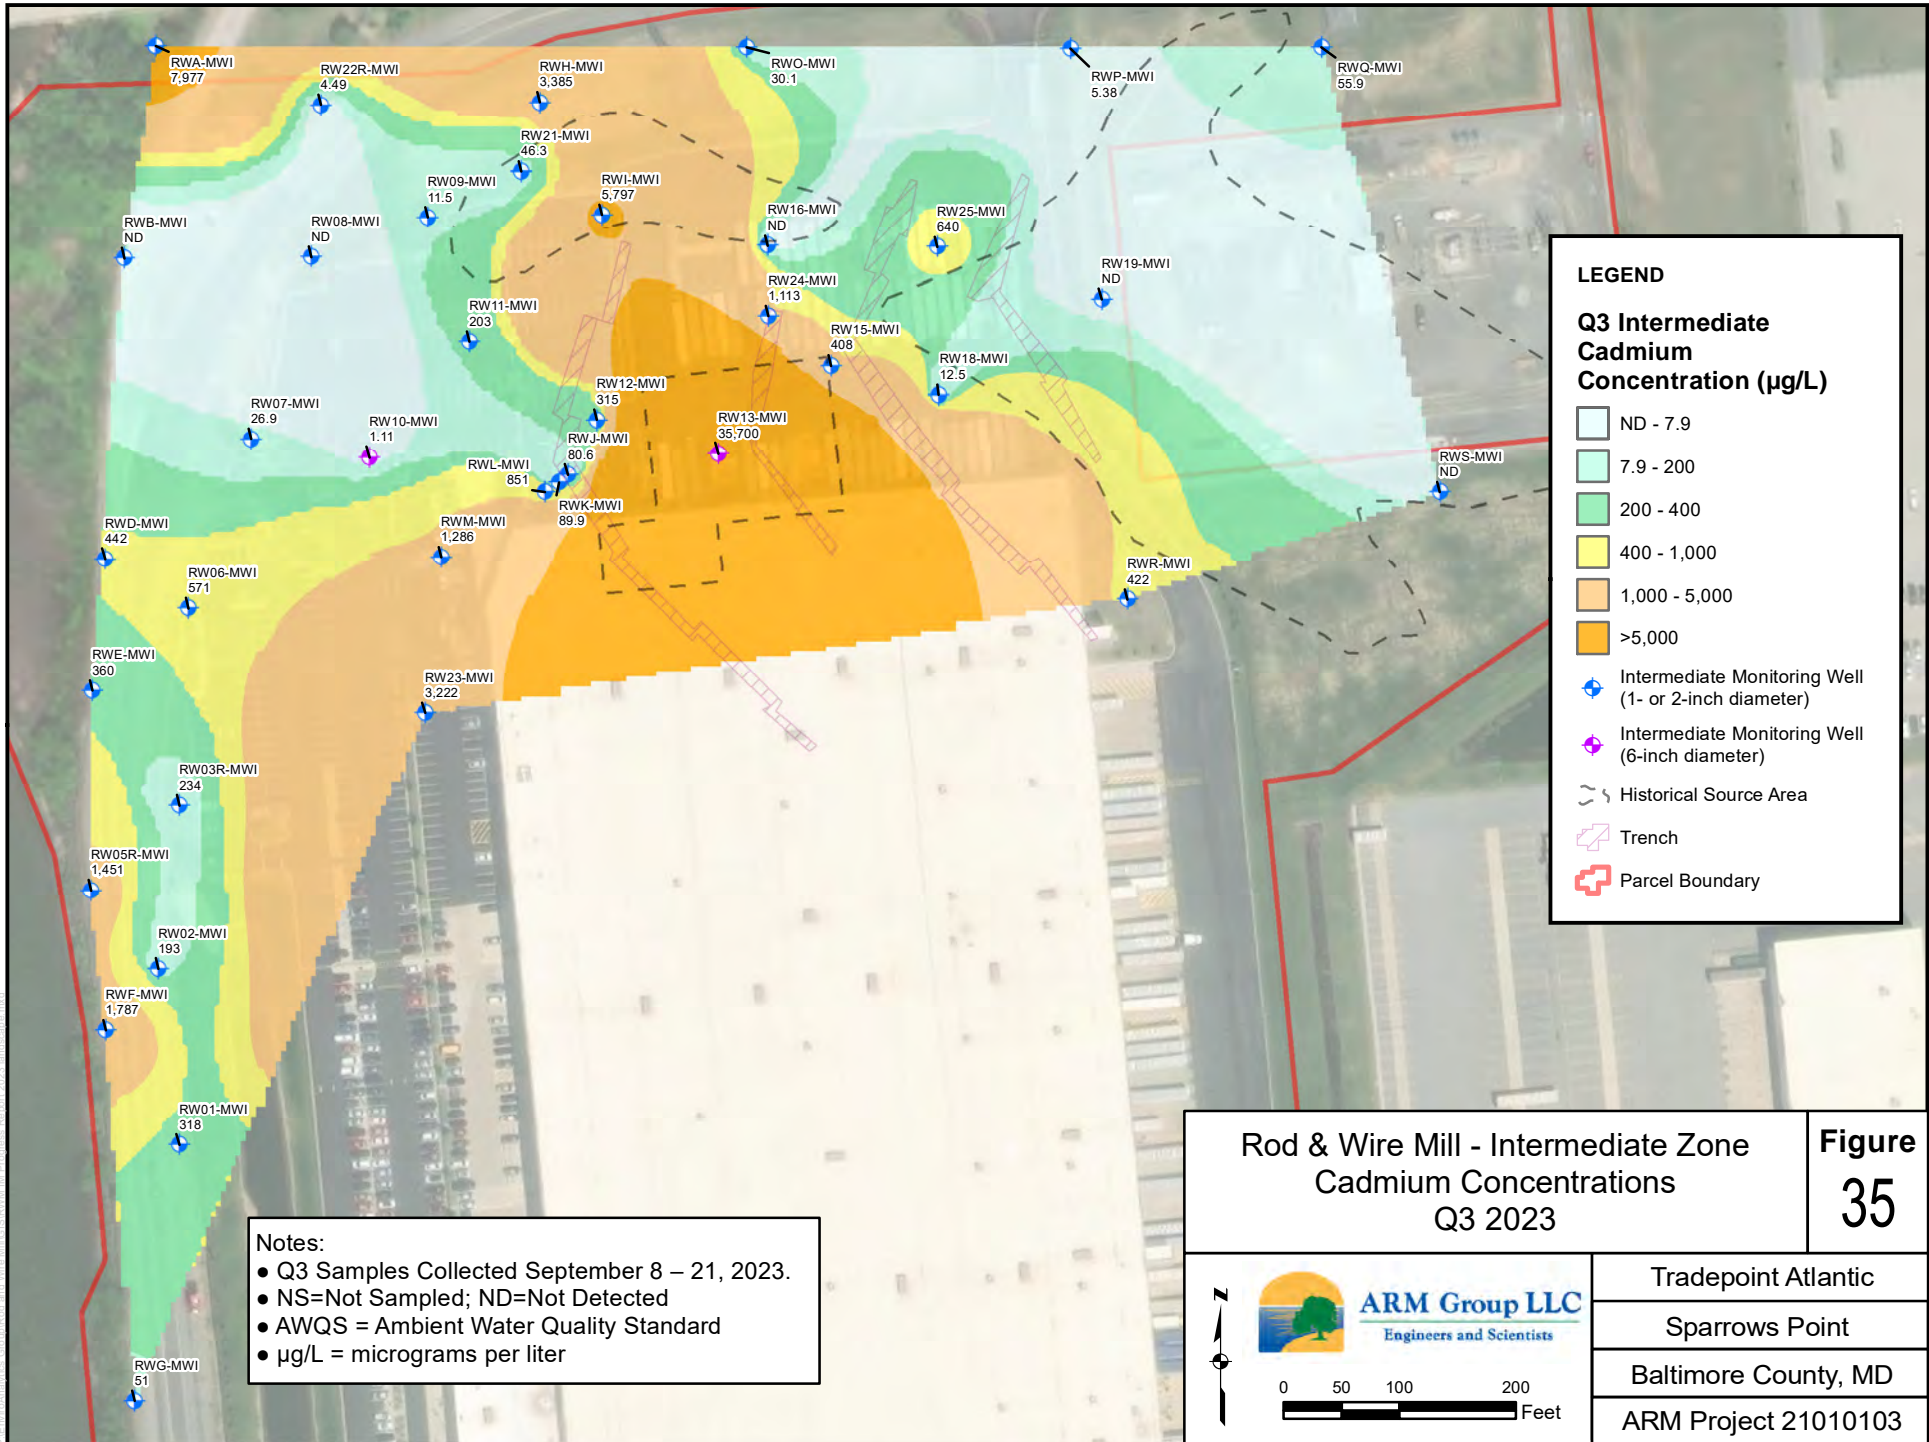 RWA-MWI
7,977
RW22R-MWI
4.49
RWH-MWI
3,385
RWO-MWI
30.1
RWP-MWI
5.38
RWQ-MWI
55.9
RW21-MWI
46.3
RW09-MWI
11.5
RWI-MWI
5,797
RWB-MWI
ND
RW08-MWI
ND
RW16-MWI
ND
RW25-MWI
640
RW19-MWI
ND
RW24-MWI
1,113
RW11-MWI
203
RW15-MWI
408
RW18-MWI
12.5
RW12-MWI
315
RW07-MWI
26.9
RW10-MWI
1.11
RW13-MWI
35,700
RWJ-MWI
80.6
RWL-MWI
851
RWK-MWI
89.9
RWS-MWI
ND
RWD-MWI
442
RWM-MWI
1,286
RW06-MWI
571
RWR-MWI
422
RWE-MWI
360
RW23-MWI
3,222
RW03R-MWI
234
RW05R-MWI
1,451
RW02-MWI
193
RWF-MWI
1,787
RW01-MWI
318
RWG-MWI
51
LEGEND
Q3 Intermediate
Cadmium
Concentration (µg/L)
ND - 7.9
7.9 - 200
200 - 400
400 - 1,000
1,000 - 5,000
>5,000
Intermediate Monitoring Well
(1- or 2-inch diameter)
Intermediate Monitoring Well
(6-inch diameter)
Historical Source Area
Trench
Parcel Boundary
Notes:
● Q3 Samples Collected September 8 – 21, 2023.
● NS=Not Sampled; ND=Not Detected
● AWQS = Ambient Water Quality Standard
● µg/L = micrograms per liter
Rod & Wire Mill - Intermediate Zone
Cadmium Concentrations
Q3 2023
Figure
35
Z
ARM Group LLC
Engineers and Scientists
0 50 100 200
Feet
Tradepoint Atlantic
Sparrows Point
Baltimore County, MD
ARM Project 21010103